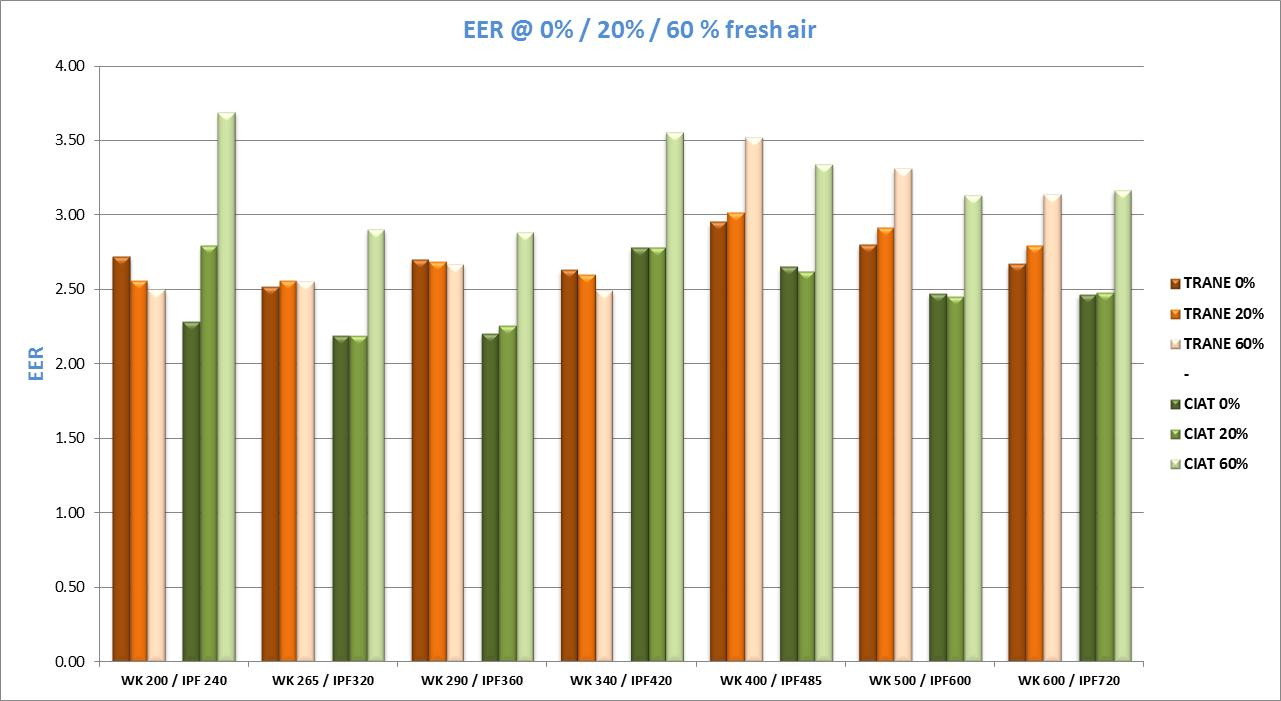 EER @ 0% / 20% / 60 % fresh air
4.00
3.50
3.00
2.50
2.00
1.50
1.00
0.50
0.00
EER
WK 200 / IPF 240
WK 265 / IPF320
WK 290 / IPF360
WK 340 / IPF420
WK 400 / IPF485
WK 500 / IPF600
WK 600 / IPF720
TRANE 0%
TRANE 20%
TRANE 60%
-
CIAT 0%
CIAT 20%
CIAT 60%